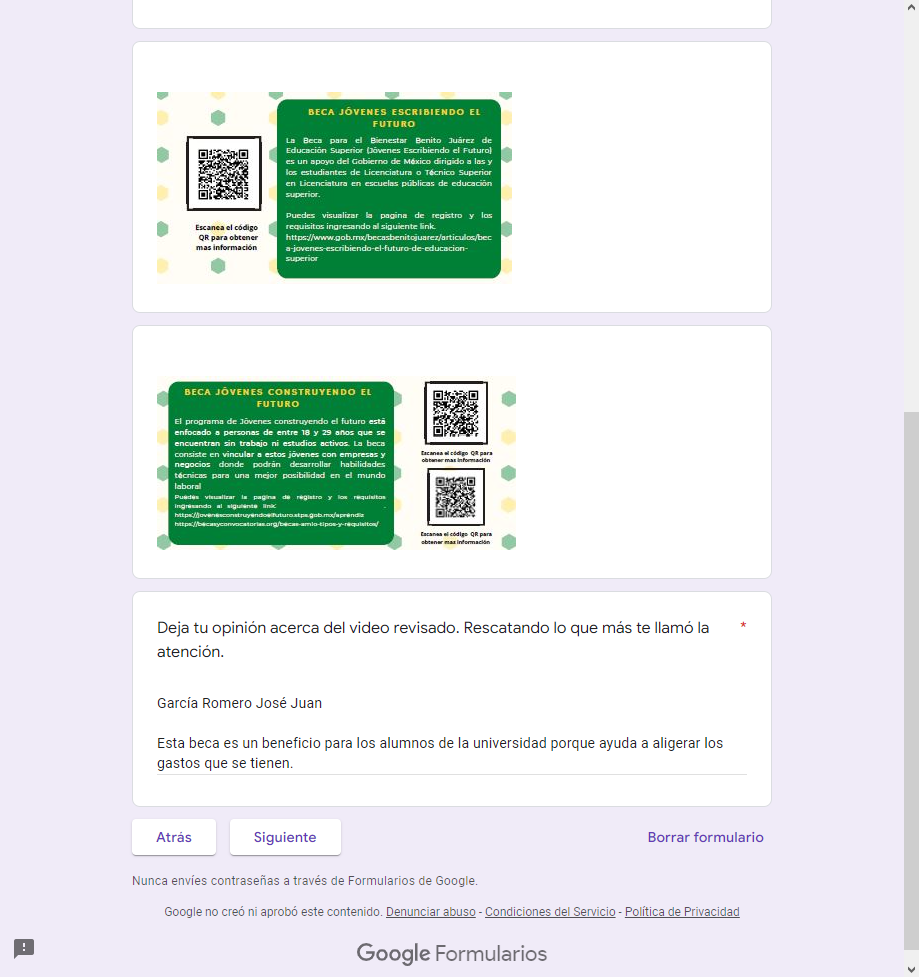 BECA JÓVENES ESCRIBIENDO EL
FUTURO
La Beca para el Bienestar Benito Juárez de
Educación Superior (Jóvenes Escribiendo el Futuro)
es un apoyo del Gobierno de México dirigido a las y
los estudiantes de Licenciatura o Técnico Superior
en Licenciatura en escuelas públicas de educación
superior.
Puedes visualizar la pagina de registro y los
requisitos ingresando al siguiente link.
https://www.gob.mx/becasbenitojuarez/articulos/bec
a-jovenes-escribiendo-el-futuro-de-educacion-
superior
Escanea el código
QR para obtener
mas información
BECA JÓVENES CONSTRUYENDO EL
FUTURO
El programa de Jóvenes construyendo el futuro está
enfocado a personas de entre 18 y 29 años que se
encuentran sin trabajo ni estudios activos. La beca
consiste en vincular a estos jóvenes con empresas y
negocios donde podrán desarrollar habilidades
técnicas para una mejor posibilidad en el mundo
laboral
Puedes visualizar la pagina de registro y los requisitos
ingresando al siguiente link:
https://jovenesconstruyendoelfuturo.stps.gob.mx/aprendiz
https://becasyconvocatorias.org/becas-amlo-tipos-y-requisitos/
Escanea el código QR para
obtener mas información
Escanea el código QR para
obtener mas información
Deja tu opinión acerca del video revisado. Rescatando lo que más te llamó la *
atención.
García Romero José Juan
Esta beca es un beneficio para los alumnos de la universidad porque ayuda a aligerar los
gastos que se tienen.
Atrás Siguiente Borrar formulario
Nunca envíes contraseñas a través de Formularios de Google.
Google no creó ni aprobó este contenido. Denunciar abuso - Condiciones del Servicio - Política de Privacidad
Google Formularios